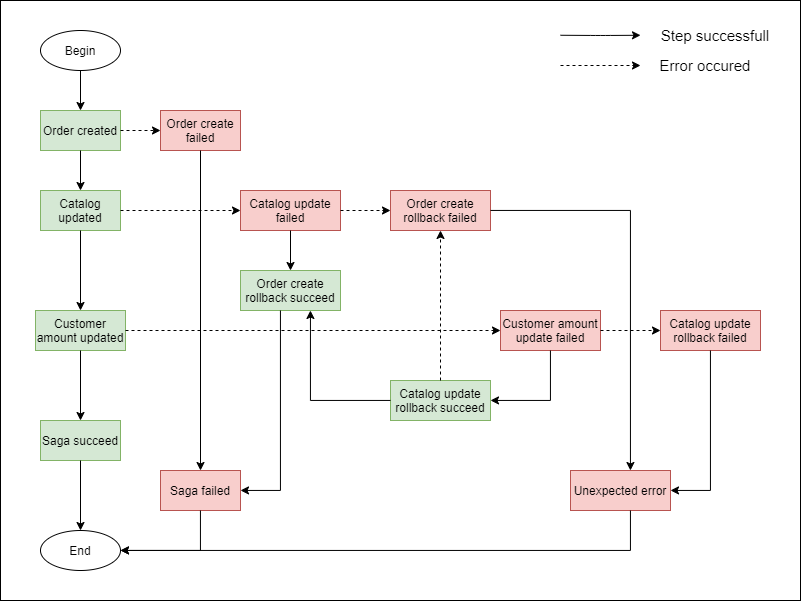 Begin
Step successfull
Error occured
Order created
Order create
failed
Catalog
updated
Catalog update
failed
Order create
rollback failed
Order create
rollback succeed
Customer
amount updated
Customer amount
update failed
Catalog update
rollback failed
Catalog update
rollback succeed
Saga succeed
Saga failed
Unexpected error
End